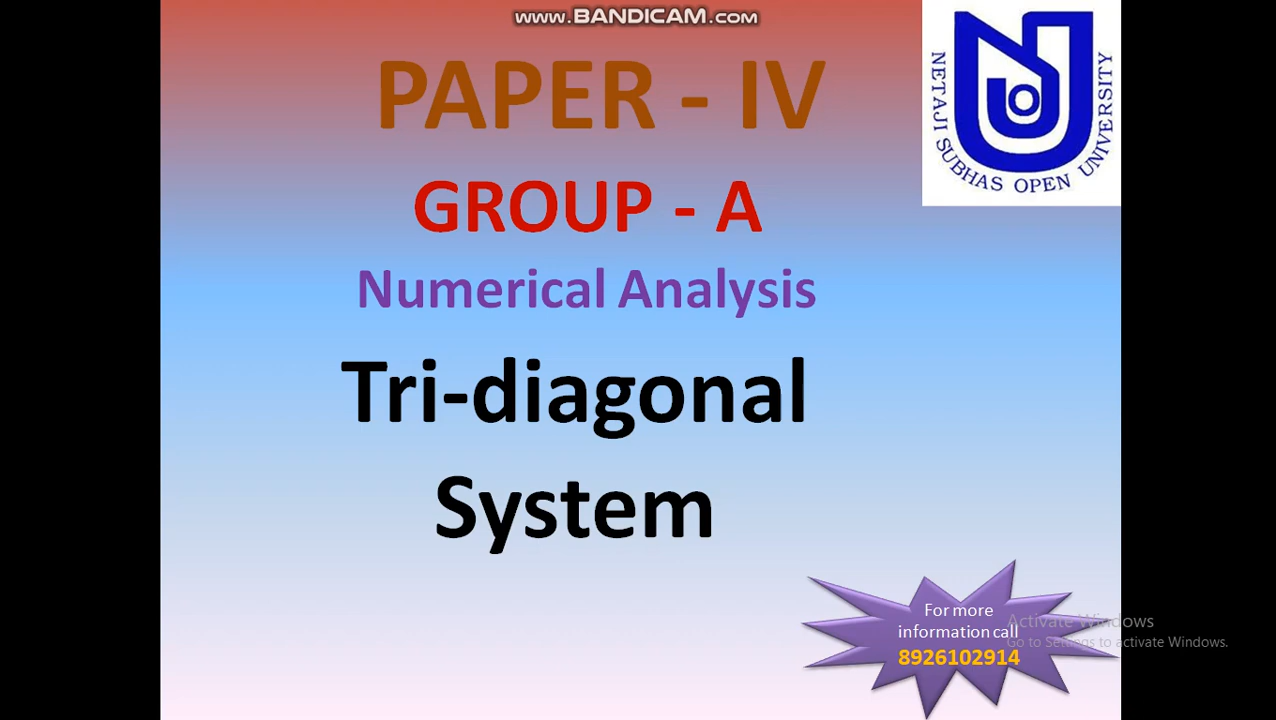 www.BANDICAM.com
PAPER - IV
NETAJI SUBHAS OPEN UNIVERSITY
GROUP - A
Numerical Analysis
Tri-diagonal
System
For more
information call
8926102914
Activate Windows
Go to Settings to activate Windows.